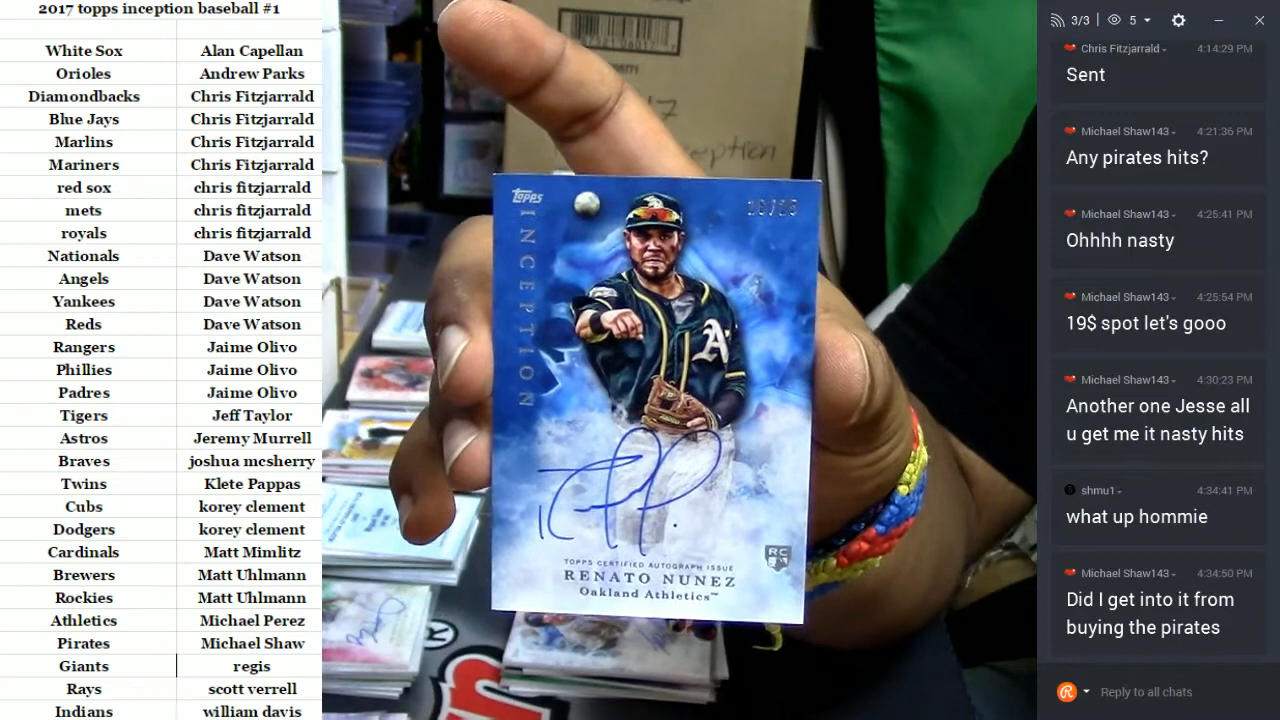 2017 topps inception baseball #1
White Sox Alan Capellan
Orioles Andrew Parks
Diamondbacks Chris Fitzjarrald
Blue Jays Chris Fitzjarrald
Marlins Chris Fitzjarrald
Mariners Chris Fitzjarrald
red sox chris fitzjarrald
mets chris fitzjarrald
royals chris fitzjarrald
Nationals Dave Watson
Angels Dave Watson
Yankees Dave Watson
Reds Dave Watson
Rangers Jaime Olivo
Phillies Jaime Olivo
Padres Jaime Olivo
Tigers Jeff Taylor
Astros Jeremy Murrell
Braves joshua mcsherry
Twins Klete Pappas
Cubs korey clement
Dodgers korey clement
Cardinals Matt Mimlitz
Brewers Matt Uhlmann
Rockies Matt Uhlmann
Athletics Michael Perez
Pirates Michael Shaw
Giants regis
Rays scott verrell
Indians william davis
Topps
INCEPTION
A's
TOPPS CERTIFIED AUTOGRAPH ISSUE
RENATO NUNEZ
Oakland Athletics™
RC
3/3 5
Chris Fitzjarrald 4:14:29 PM
Sent
Michael Shaw143 4:21:36 PM
Any pirates hits?
Michael Shaw143 4:25:41 PM
Ohhhh nasty
Michael Shaw143 4:25:54 PM
19$ spot let's gooo
Michael Shaw143 4:30:23 PM
Another one Jesse all
u get me it nasty hits
shmu1 4:34:41 PM
what up hommie
Michael Shaw143 4:34:50 PM
Did I get into it from
buying the pirates
Reply to all chats